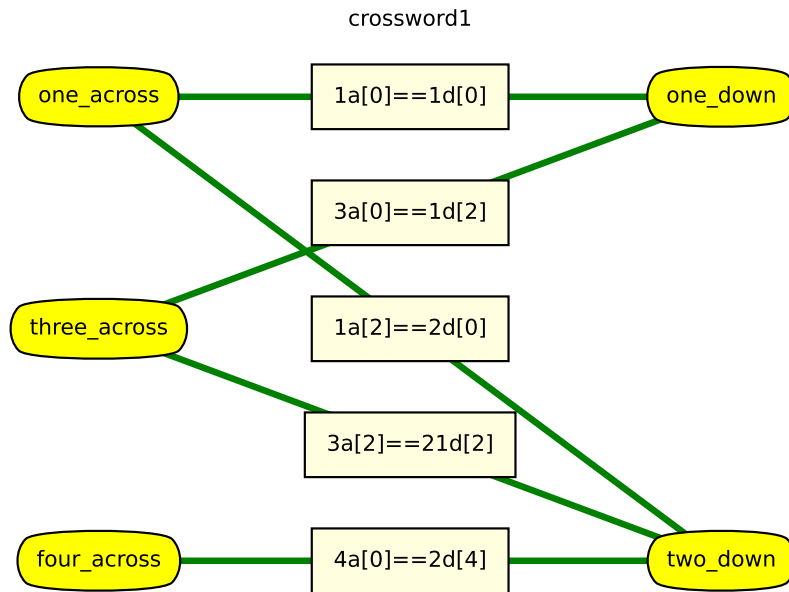 crossword1
one_across
1a[0]==1d[0]
one_down
3a[0]==1d[2]
three_across
1a[2]==2d[0]
3a[2]==21d[2]
four_across
4a[0]==2d[4]
two_down